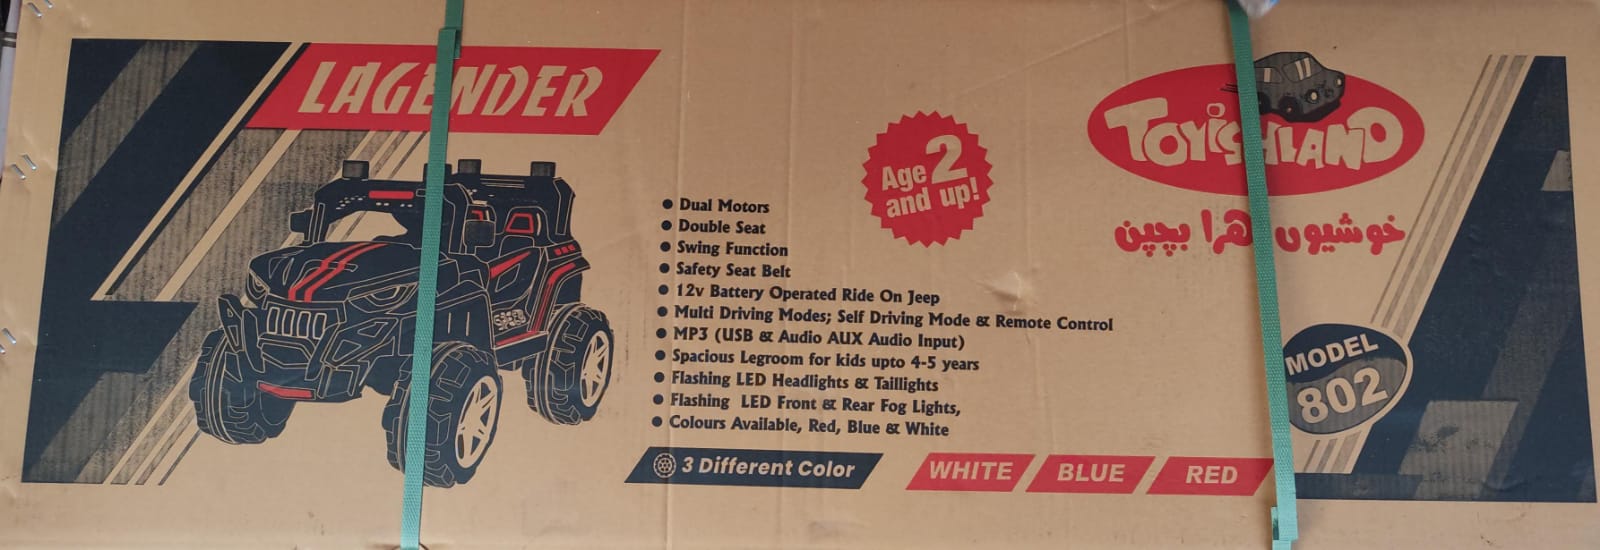 LAGENDER
Age 2
and up!
TOYISHLAND
خوشیوں بھرا بچپن
Dual Motors
Double Seat
Swing Function
Safety Seat Belt
12v Battery Operated Ride On Jeep
Multi Driving Modes; Self Driving Mode & Remote Control
MP3 (USB & Audio AUX Audio Input)
Spacious Legroom for kids upto 4-5 years
Flashing LED Headlights & Taillights
Flashing LED Front & Rear Fog Lights,
Colours Available, Red, Blue & White
MODEL
802
3 Different Color
WHITE
BLUE
RED